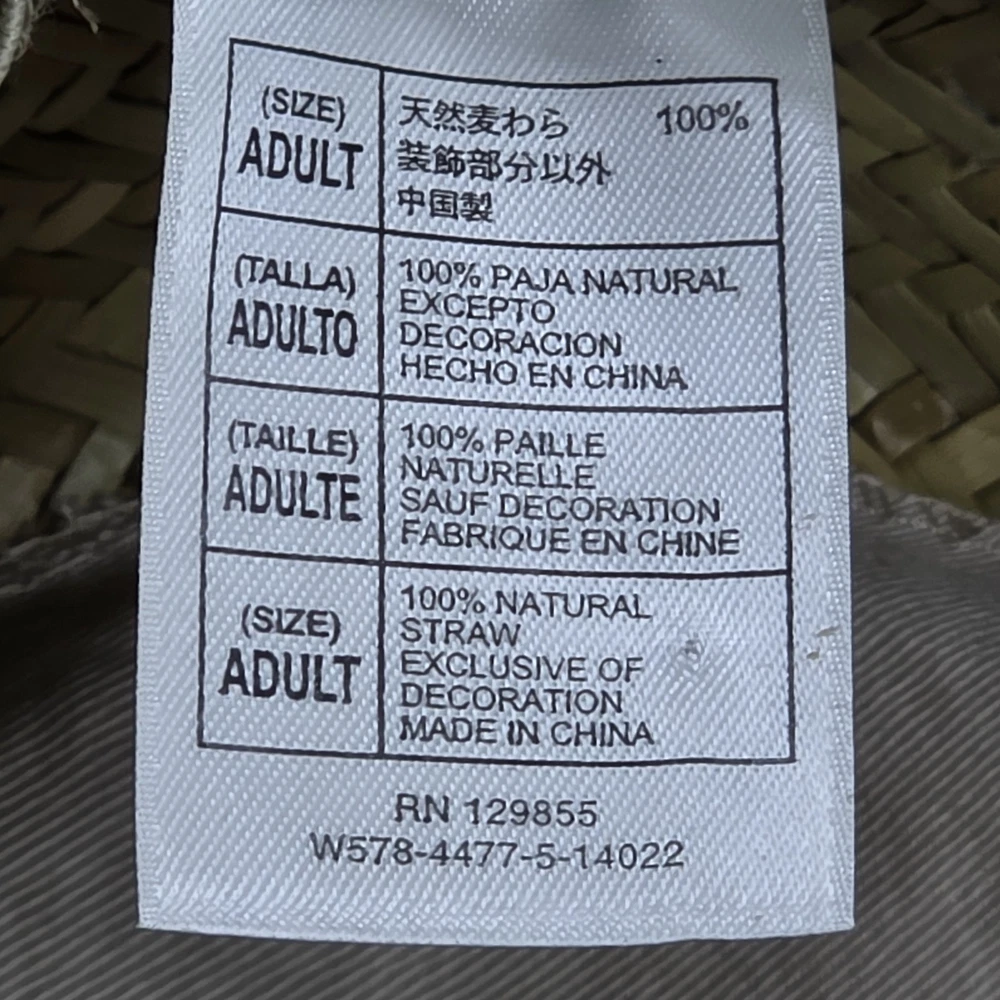 (SIZE)
ADULT
天然麦わら 100%
装飾部分以外
中国製
(TALLA)
ADULTO
100% PAJA NATURAL
EXCEPTO
DECORACION
HECHO EN CHINA
(TAILLE)
ADULTE
100% PAILLE
NATURELLE
SAUF DECORATION
FABRIQUE EN CHINE
(SIZE)
ADULT
100% NATURAL
STRAW
EXCLUSIVE OF
DECORATION
MADE IN CHINA
RN 129855
W578-4477-5-14022